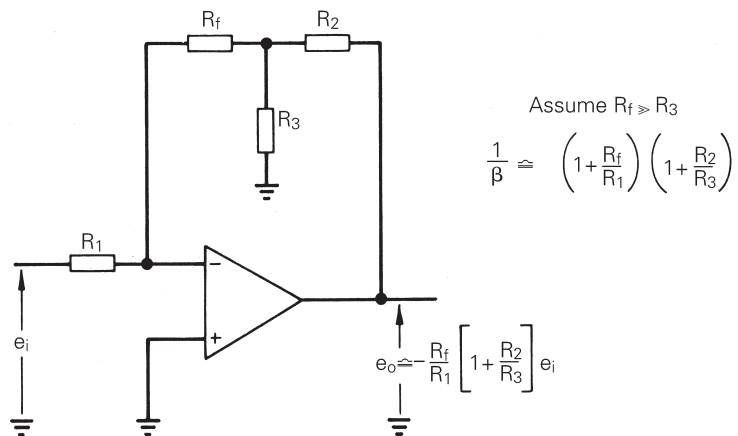 Rf
R2
R3
Assume Rf ≫ R3
1/β ≏ (1+Rf/R1) (1+R2/R3)
R1
−
+
ei
eo≏−Rf/R1 [1+R2/R3] ei